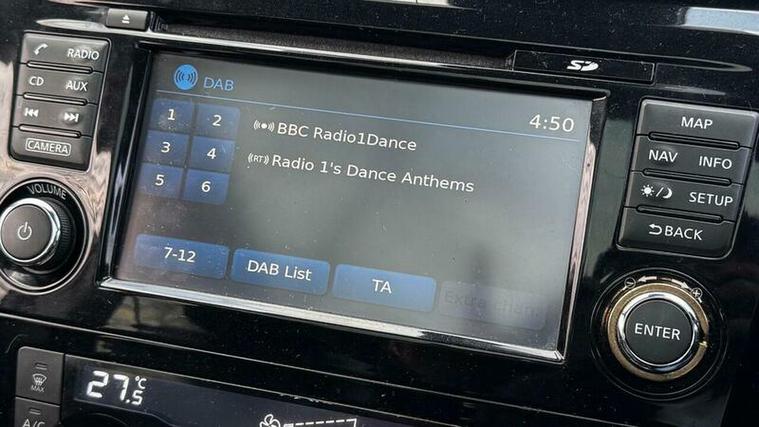 RADIO
CD AUX
CAMERA
VOLUME
DAB
4:50
1 2
3 4
5 6
BBC Radio1Dance
(RT) Radio 1's Dance Anthems
7-12
DAB List
TA
SD
MAP
NAV INFO
SETUP
BACK
ENTER
- +
MAX
A/C
27.5 °C